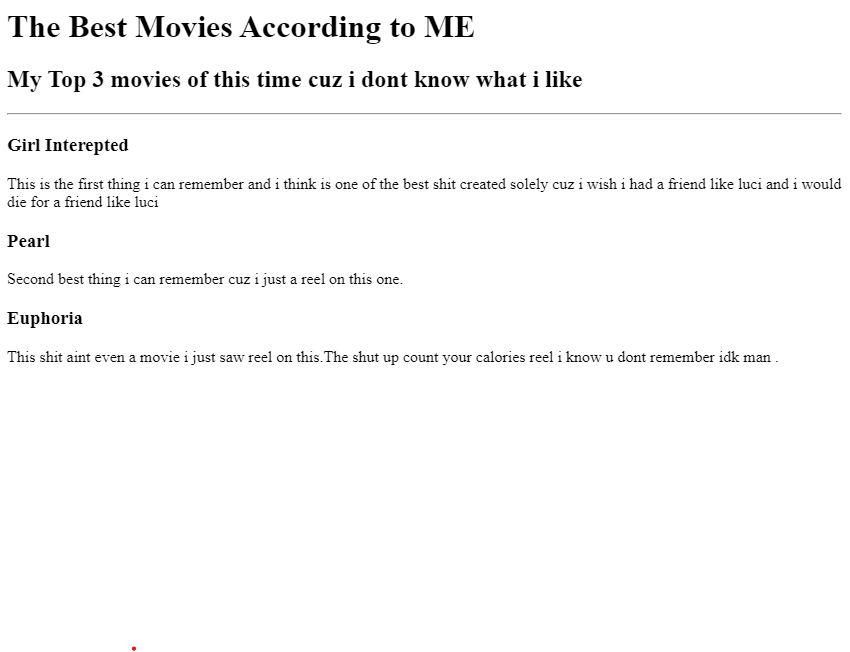 The Best Movies According to ME
My Top 3 movies of this time cuz i dont know what i like
Girl Interepted
This is the first thing i can remember and i think is one of the best shit created solely cuz i wish i had a friend like luci and i would
die for a friend like luci
Pearl
Second best thing i can remember cuz i just a reel on this one.
Euphoria
This shit aint even a movie i just saw reel on this.The shut up count your calories reel i know u dont remember idk man .